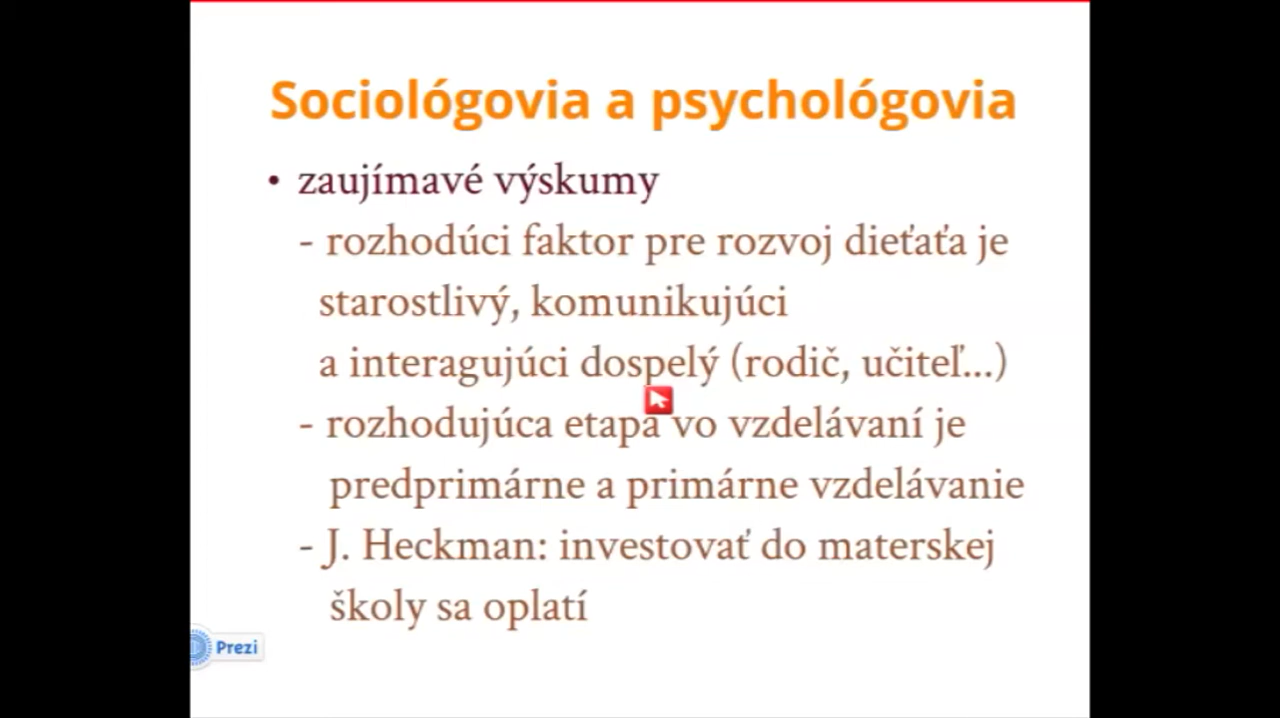 Sociológovia a psychológovia
• zaujímavé výskumy
- rozhodúci faktor pre rozvoj dieťaťa je
starostlivý, komunikujúci
a interagujúci dospelý (rodič, učiteľ...)
- rozhodujúca etapa vo vzdelávaní je
predprimárne a primárne vzdelávanie
- J. Heckman: investovať do materskej
školy sa oplatí
Prezi